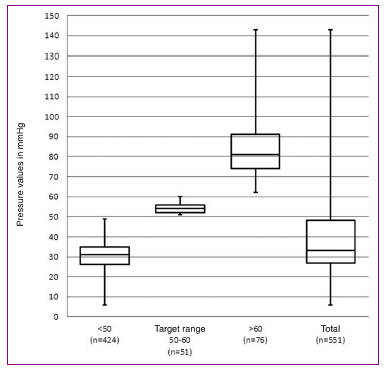 Pressure values in mmHg
150
140
130
120
110
100
90
80
70
60
50
40
30
20
10
0
<50
(n=424)
Target range
50-60
(n=51)
>60
(n=76)
Total
(n=551)